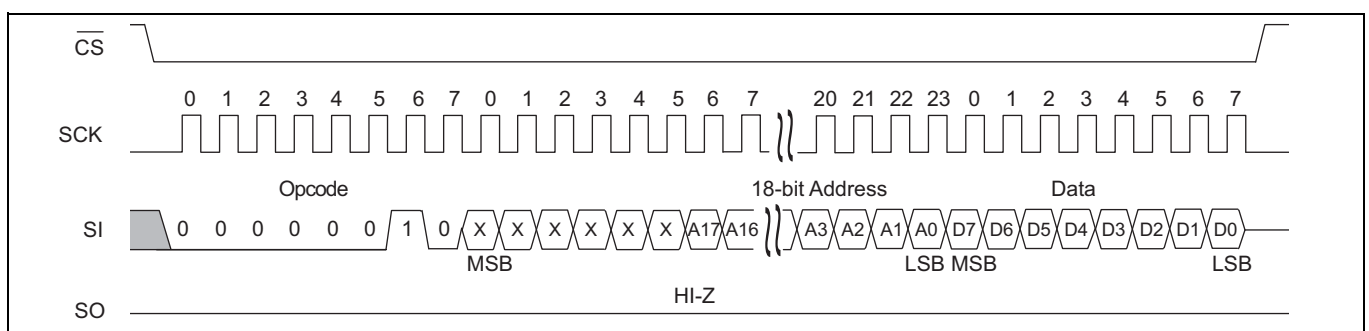 CS
0 1 2 3 4 5 6 7 0 1 2 3 4 5 6 7 20 21 22 23 0 1 2 3 4 5 6 7
SCK
Opcode 18-bit Address Data
SI 0 0 0 0 0 0 1 0 X X X X X X A17 A16 A3 A2 A1 A0 D7 D6 D5 D4 D3 D2 D1 D0
MSB LSB MSB LSB
HI-Z
SO